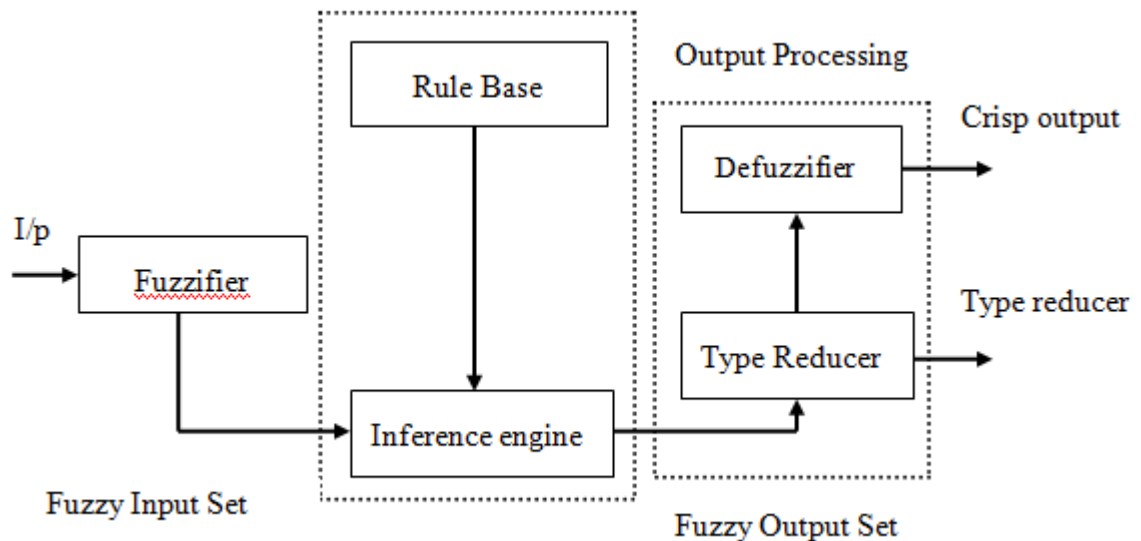 Rule Base
Output Processing
Crisp output
Defuzzifier
I/p
Fuzzifier
Type reducer
Type Reducer
Inference engine
Fuzzy Input Set
Fuzzy Output Set